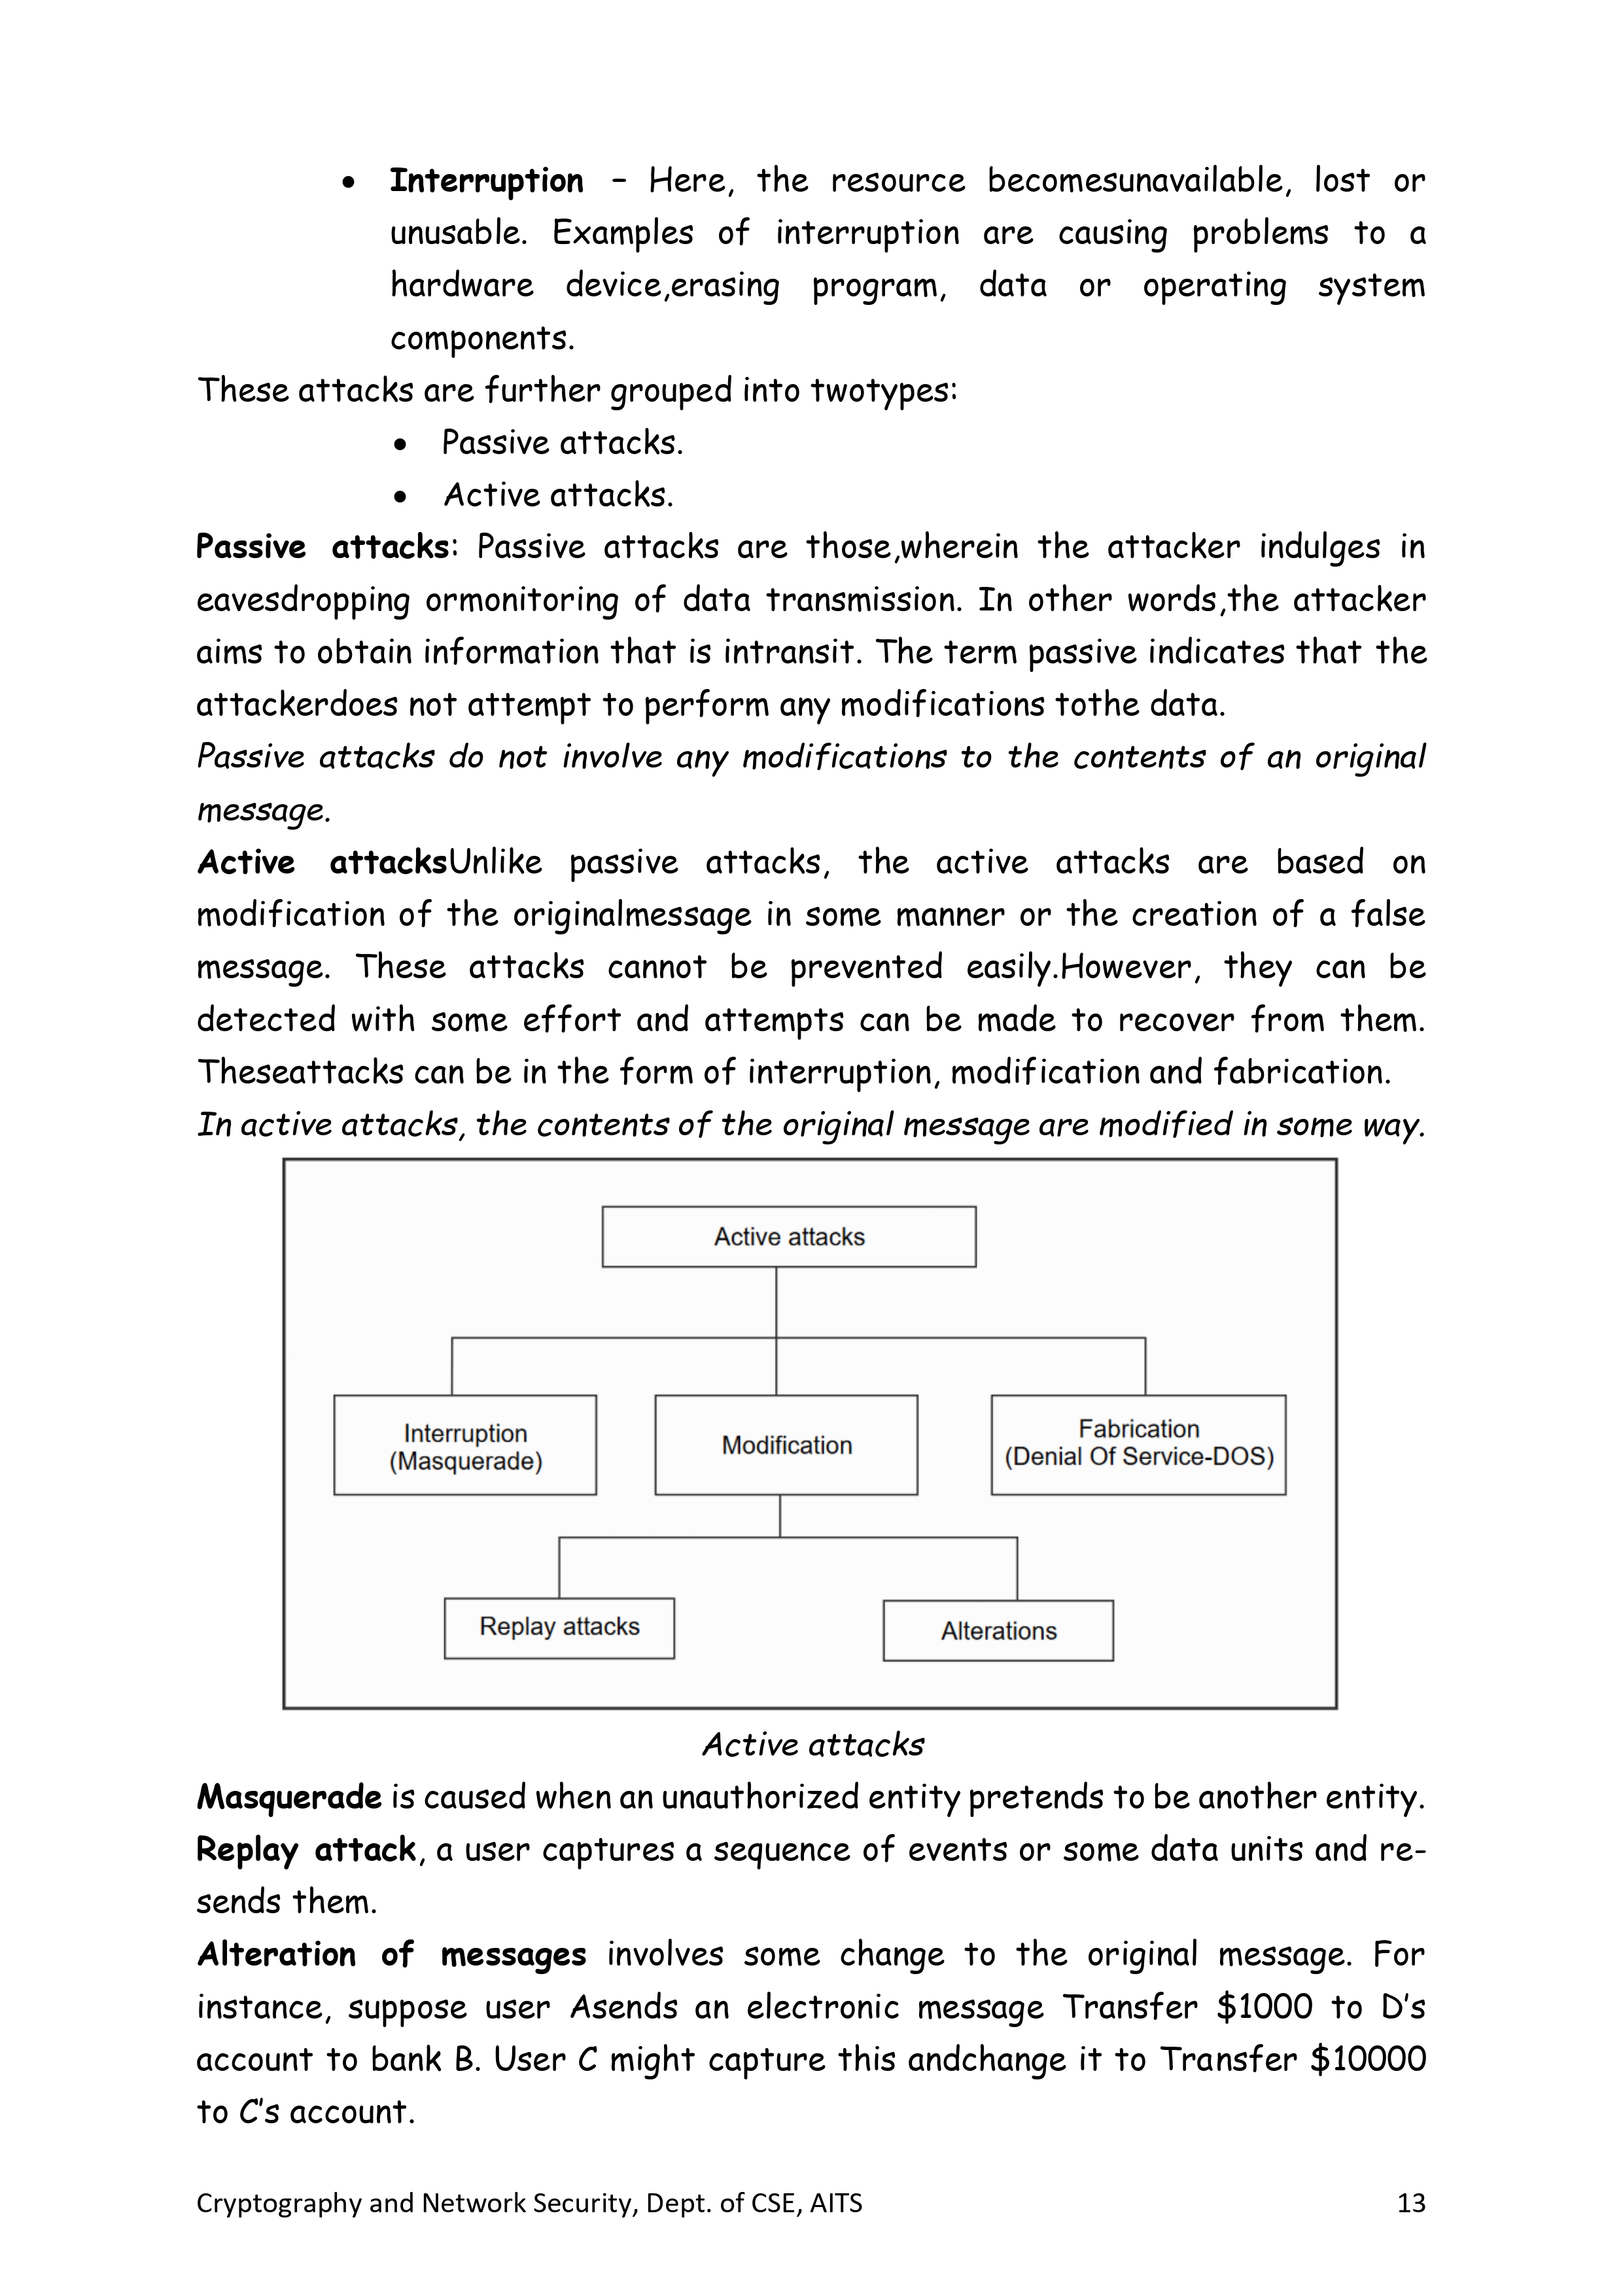 • Interruption – Here, the resource becomesunavailable, lost or
unusable. Examples of interruption are causing problems to a
hardware device,erasing program, data or operating system
components.
These attacks are further grouped into twotypes:
• Passive attacks.
• Active attacks.
Passive attacks: Passive attacks are those,wherein the attacker indulges in
eavesdropping ormonitoring of data transmission. In other words,the attacker
aims to obtain information that is intransit. The term passive indicates that the
attackerdoes not attempt to perform any modifications tothe data.
Passive attacks do not involve any modifications to the contents of an original
message.
Active attacksUnlike passive attacks, the active attacks are based on
modification of the originalmessage in some manner or the creation of a false
message. These attacks cannot be prevented easily.However, they can be
detected with some effort and attempts can be made to recover from them.
Theseattacks can be in the form of interruption, modification and fabrication.
In active attacks, the contents of the original message are modified in some way.
Active attacks
Interruption
(Masquerade)
Modification
Fabrication
(Denial Of Service-DOS)
Replay attacks
Alterations
Active attacks
Masquerade is caused when an unauthorized entity pretends to be another entity.
Replay attack, a user captures a sequence of events or some data units and re-
sends them.
Alteration of messages involves some change to the original message. For
instance, suppose user Asends an electronic message Transfer $1000 to D's
account to bank B. User C might capture this andchange it to Transfer $10000
to C's account.
Cryptography and Network Security, Dept. of CSE, AITS 13